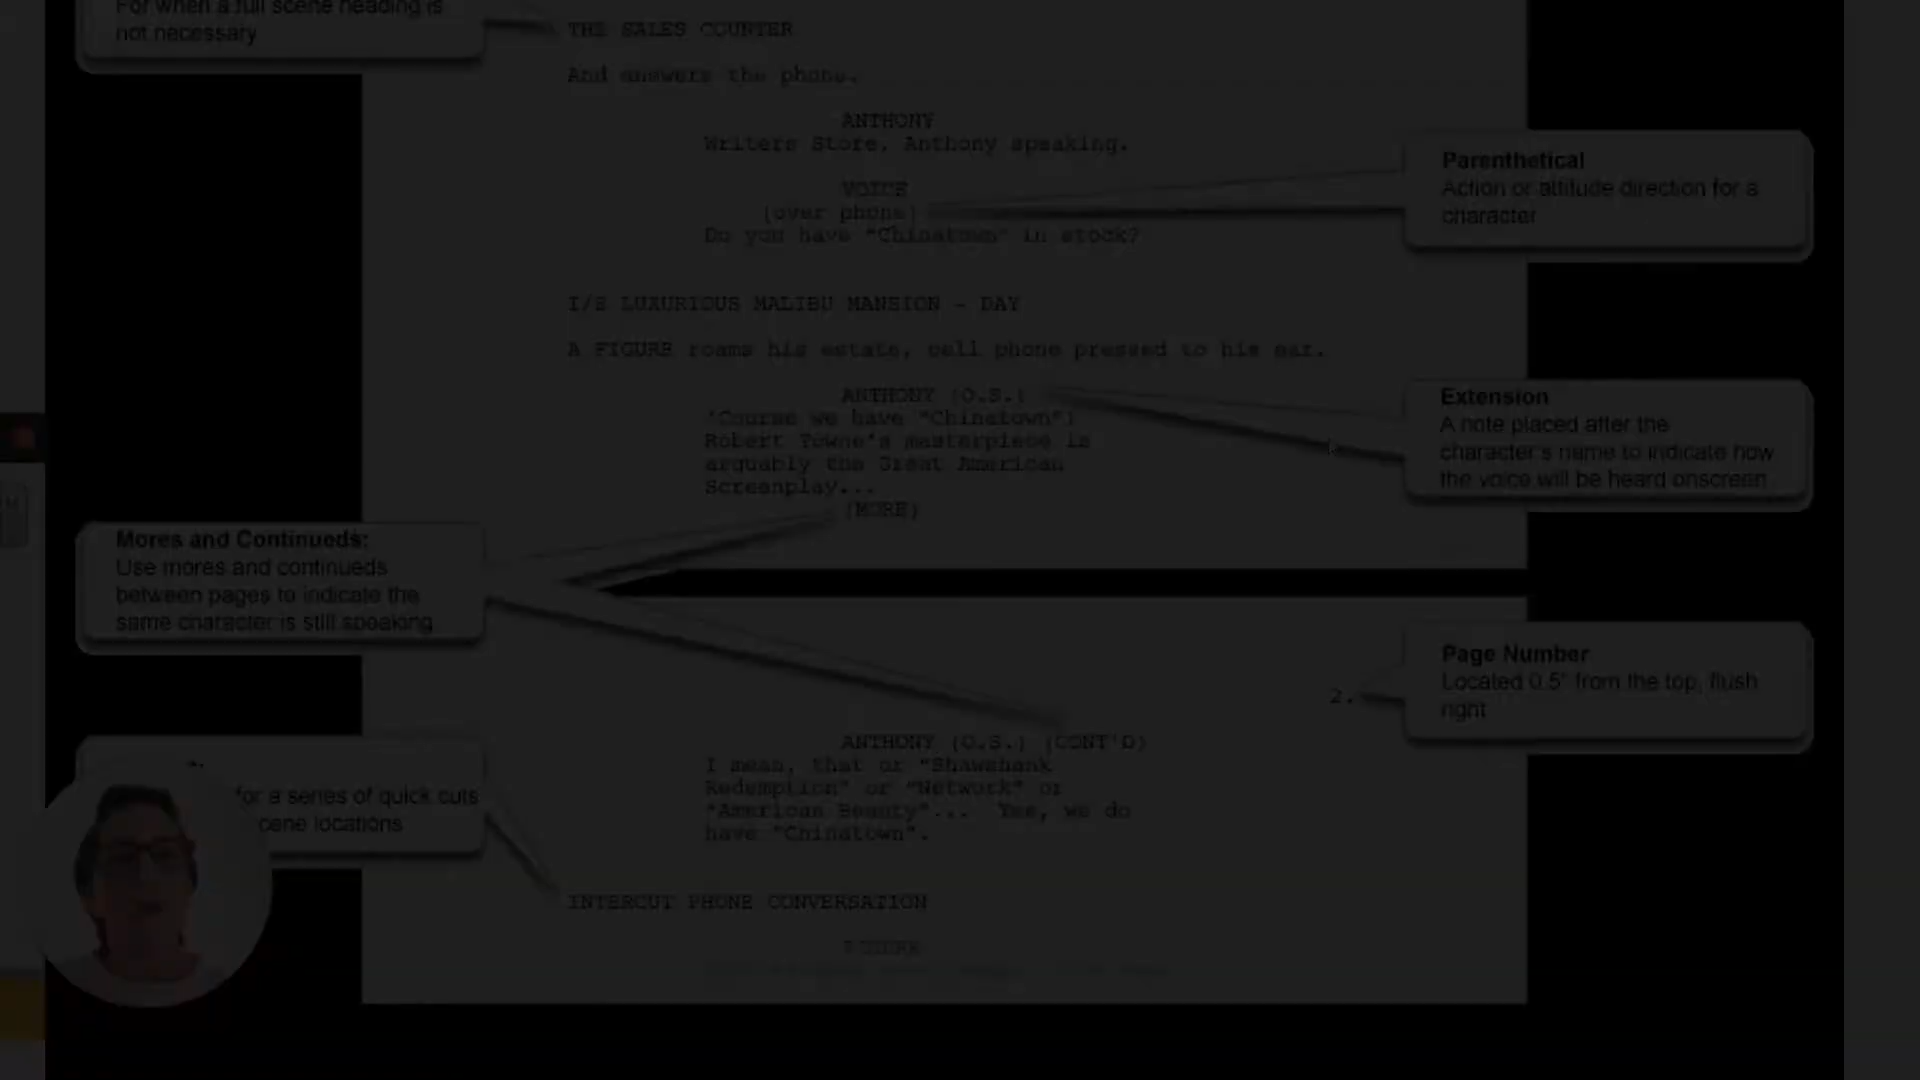 For when a full scene heading is
not necessary
THE SALES COUNTER
And answers the phone.
ANTHONY
Writers Store, Anthony speaking.
VOICE
(over phone)
Do you have "Chinatown" in stock?
Parenthetical
Action or attitude direction for a
character
I/E LUXURIOUS MALIBU MANSION - DAY
A FIGURE roams his estate, cell phone pressed to his ear.
ANTHONY (O.S.)
'Course we have "Chinatown"!
Robert Towne's masterpiece is
arguably the Great American
Screenplay...
(MORE)
Extension
A note placed after the
character's name to indicate how
the voice will be heard onscreen
Mores and Continueds:
Use mores and continueds
between pages to indicate the
same character is still speaking
Page Number
Located 0.5" from the top, flush
right
2.
ANTHONY (O.S.) (CONT'D)
I mean, that or "Shawshank
Redemption" or "Network" or
"American Beauty"... Yes, we do
have "Chinatown".
for a series of quick cuts
cene locations
INTERCUT PHONE CONVERSATION
FIGURE